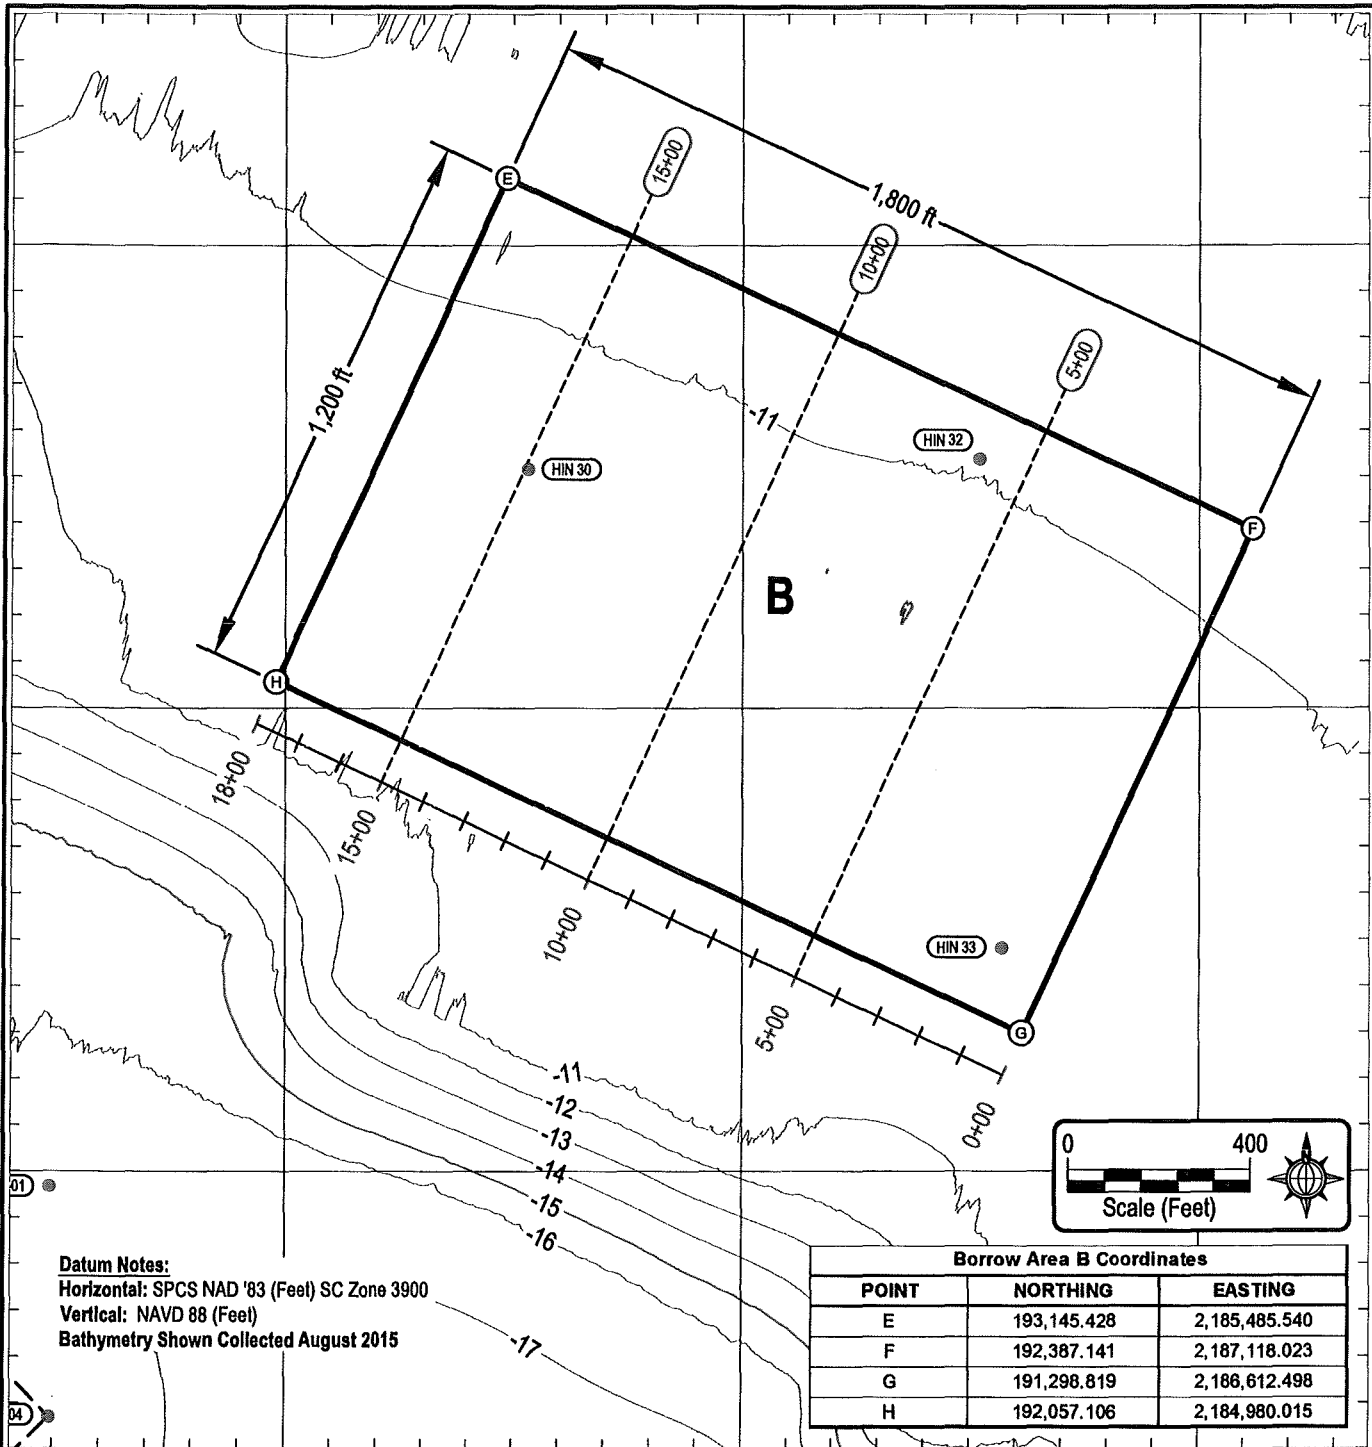 E
15+00
1,800 ft
10+00
5+00
1,200 ft
-11
HIN 32
HIN 30
F
B
H
18+00
15+00
10+00
HIN 33
5+00
G
0+00
-11
-12
-13
-14
-15
-16
-17
01
04
0 400
N
Scale (Feet)
Datum Notes:
Horizontal: SPCS NAD '83 (Feet) SC Zone 3900
Vertical: NAVD 88 (Feet)
Bathymetry Shown Collected August 2015
Borrow Area B Coordinates
POINT NORTHING EASTING
E 193,145.428 2,185,485.540
F 192,387.141 2,187,118.023
G 191,298.819 2,186,612.498
H 192,057.106 2,184,980.015